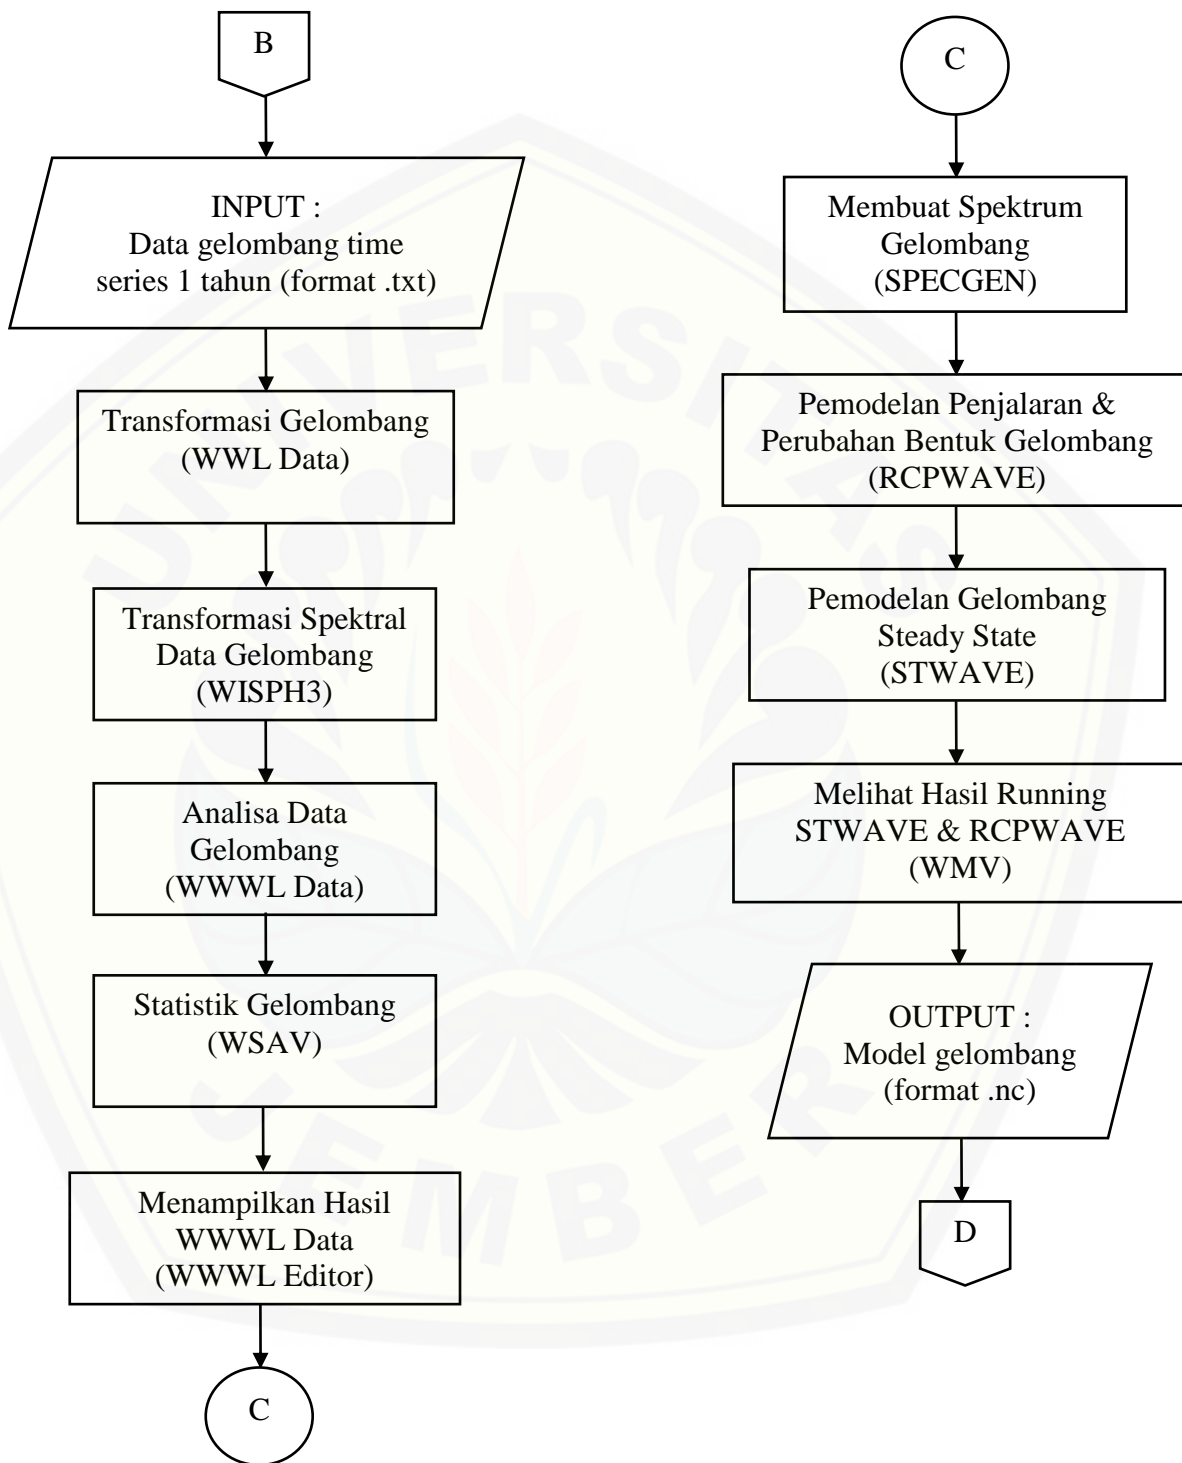 B
INPUT :
Data gelombang time
series 1 tahun (format .txt)
Transformasi Gelombang
(WWL Data)
Transformasi Spektral
Data Gelombang
(WISPH3)
Analisa Data
Gelombang
(WWWL Data)
Statistik Gelombang
(WSAV)
Menampilkan Hasil
WWWL Data
(WWWL Editor)
C
C
Membuat Spektrum
Gelombang
(SPECGEN)
Pemodelan Penjalaran &
Perubahan Bentuk Gelombang
(RCPWAVE)
Pemodelan Gelombang
Steady State
(STWAVE)
Melihat Hasil Running
STWAVE & RCPWAVE
(WMV)
OUTPUT :
Model gelombang
(format .nc)
D
UNIVERSITAS
JEMBER